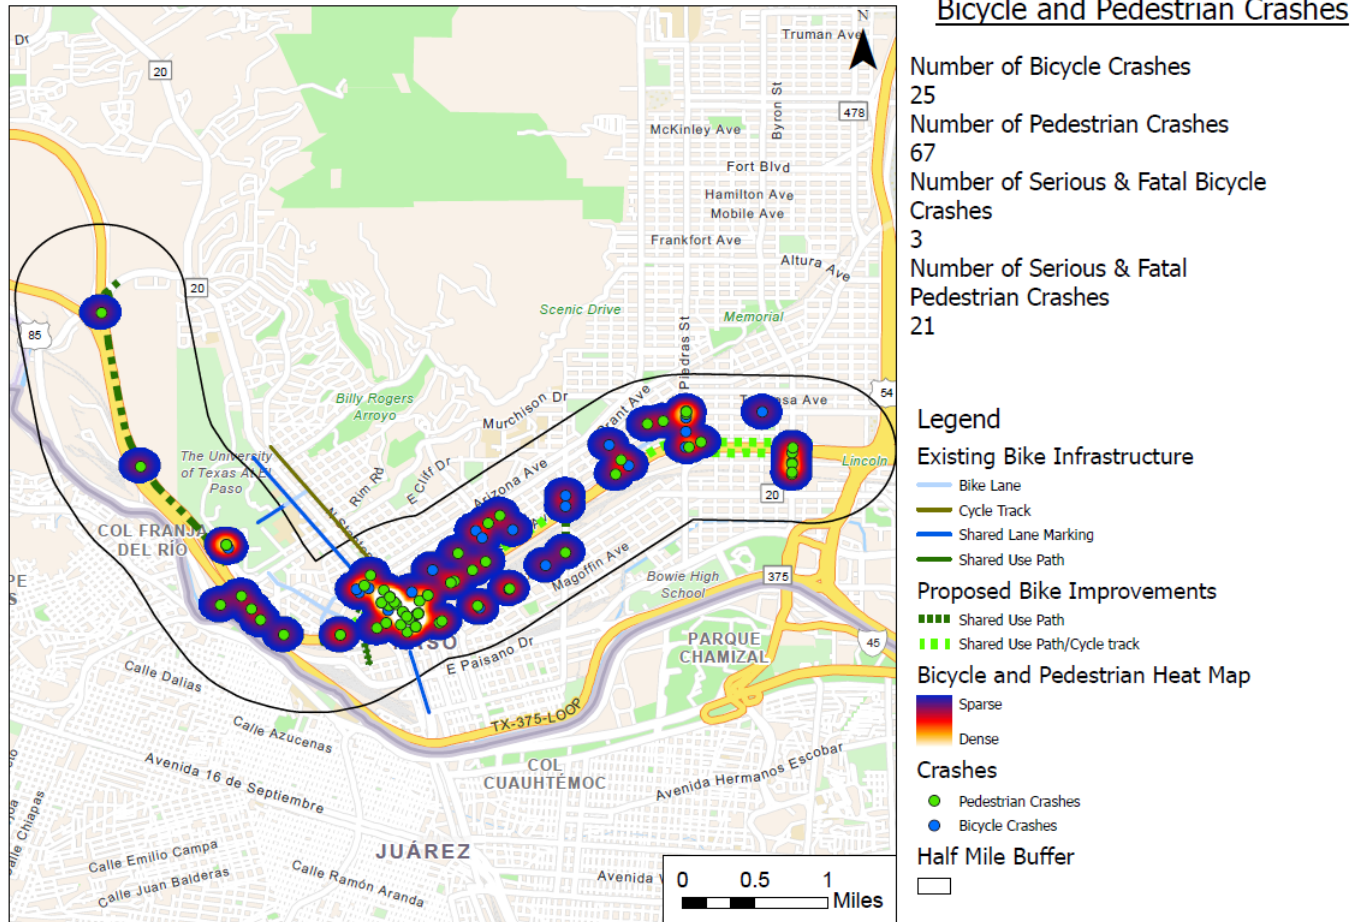 Bicycle and Pedestrian Crashes
Number of Bicycle Crashes
25
Number of Pedestrian Crashes
67
Number of Serious & Fatal Bicycle
Crashes
3
Number of Serious & Fatal
Pedestrian Crashes
21
Legend
Existing Bike Infrastructure
Bike Lane
Cycle Track
Shared Lane Marking
Shared Use Path
Proposed Bike Improvements
Shared Use Path
Shared Use Path/Cycle track
Bicycle and Pedestrian Heat Map
Sparse
Dense
Crashes
Pedestrian Crashes
Bicycle Crashes
Half Mile Buffer
N
Dr
Truman Ave
20
Byron St
478
McKinley Ave
Fort Blvd
Hamilton Ave
Mobile Ave
Frankfort Ave
Altura Ave
20
Scenic Drive
Memorial
85
Piedras St
54
Billy Rogers
Arroyo
Murchison Dr
Grant Ave
Ave
The University
of Texas At El
Paso
Rim Rd
E Cliff Dr
Arizona Ave
Lincoln
20
COL FRANJA
DEL RÍO
Magoffin Ave
Bowie High
School
375
PARQUE
CHAMIZAL
45
E Paisano Dr
Calle Dallas
TX-375-LOOP
Calle Azucenas
COL
CUAUHTÉMOC
Avenida 16 de Septiembre
Avenida Hermanos Escobar
Calle Chiapas
JUÁREZ
Calle Emilio Campa
Calle Juan Balderas
Calle Ramón Aranda
Avenida
0 0.5 1
Miles